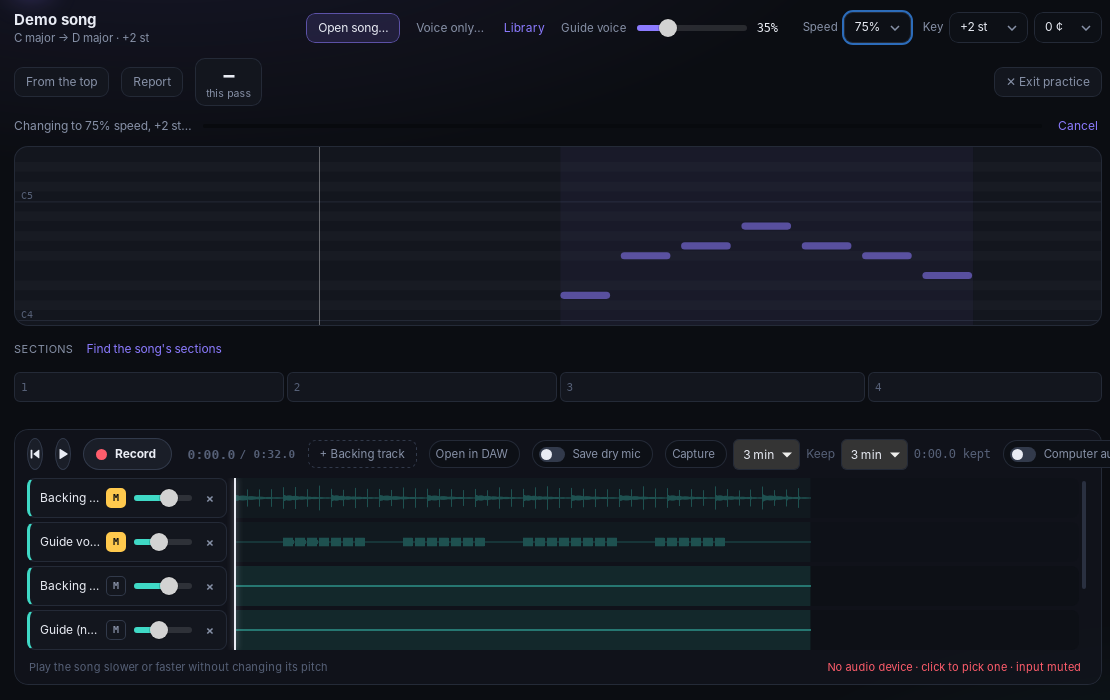 Demo song
C major → D major · +2 st
Open song...
Voice only...
Library
Guide voice
35%
Speed
75%
Key
+2 st
0 ¢
From the top
Report
–
this pass
✕ Exit practice
Changing to 75% speed, +2 st...
Cancel
C5
C4
SECTIONS
Find the song's sections
1
2
3
4
Record
0:00.0 / 0:32.0
+ Backing track
Open in DAW
Save dry mic
Capture
3 min
Keep
3 min
0:00.0 kept
Computer au
Backing ...
M
×
Guide vo...
M
×
Backing ...
M
×
Guide (n...
M
×
Play the song slower or faster without changing its pitch
No audio device · click to pick one · input muted